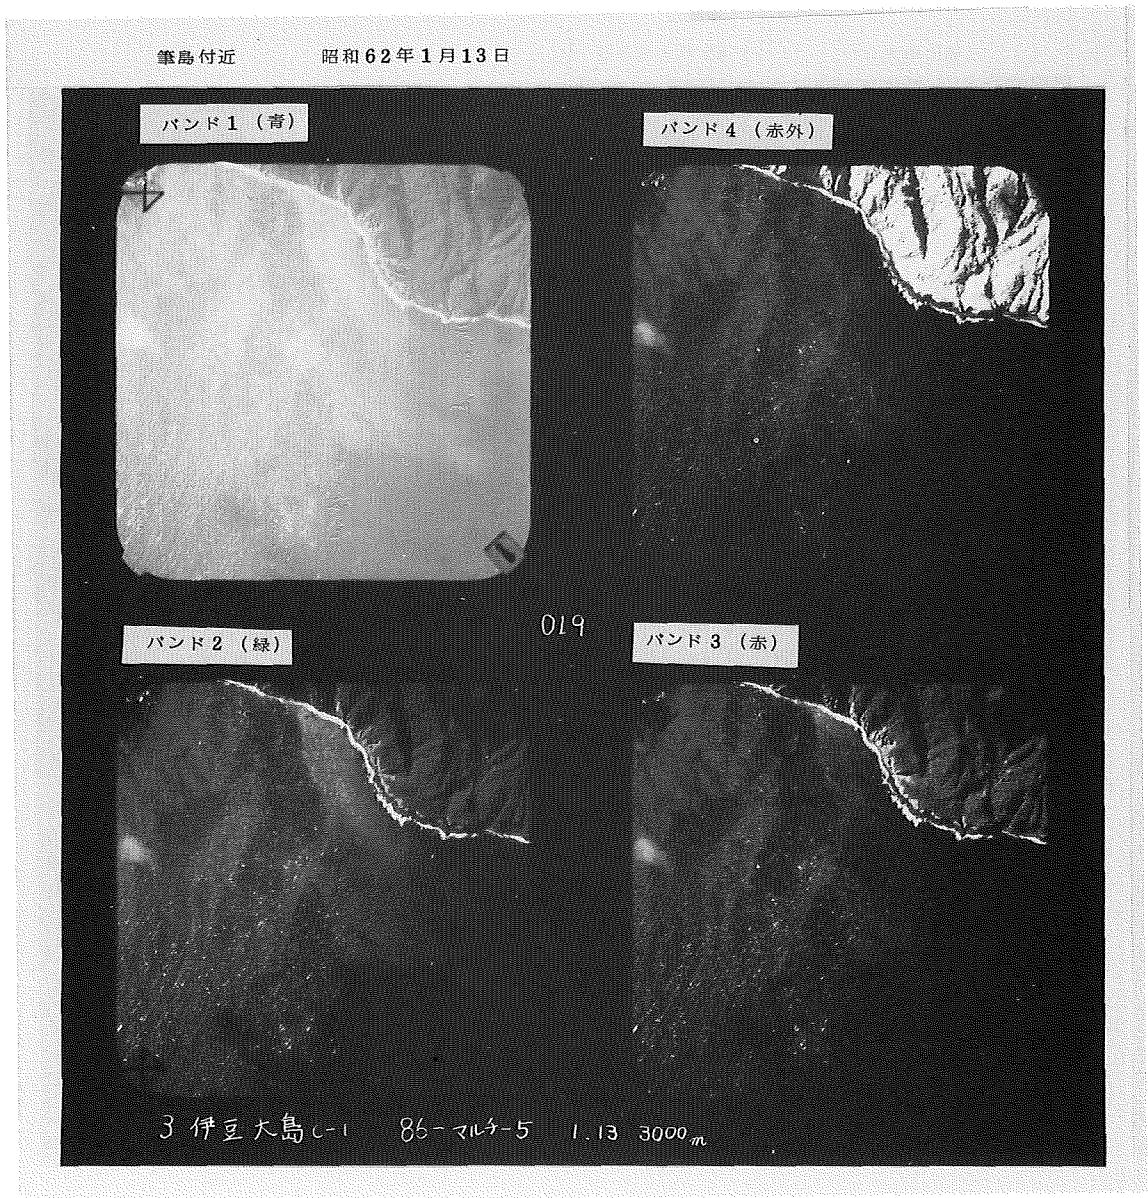 筆島付近 昭和62年1月13日
バンド1(青)
バンド4(赤外)
019
バンド2(緑)
バンド3(赤)
3 伊豆大島 C-1 86-マルチ-5 1.13 3000m